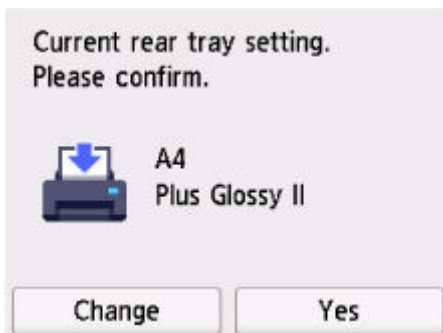 Current rear tray setting.
Please confirm.
A4
Plus Glossy II
Change
Yes